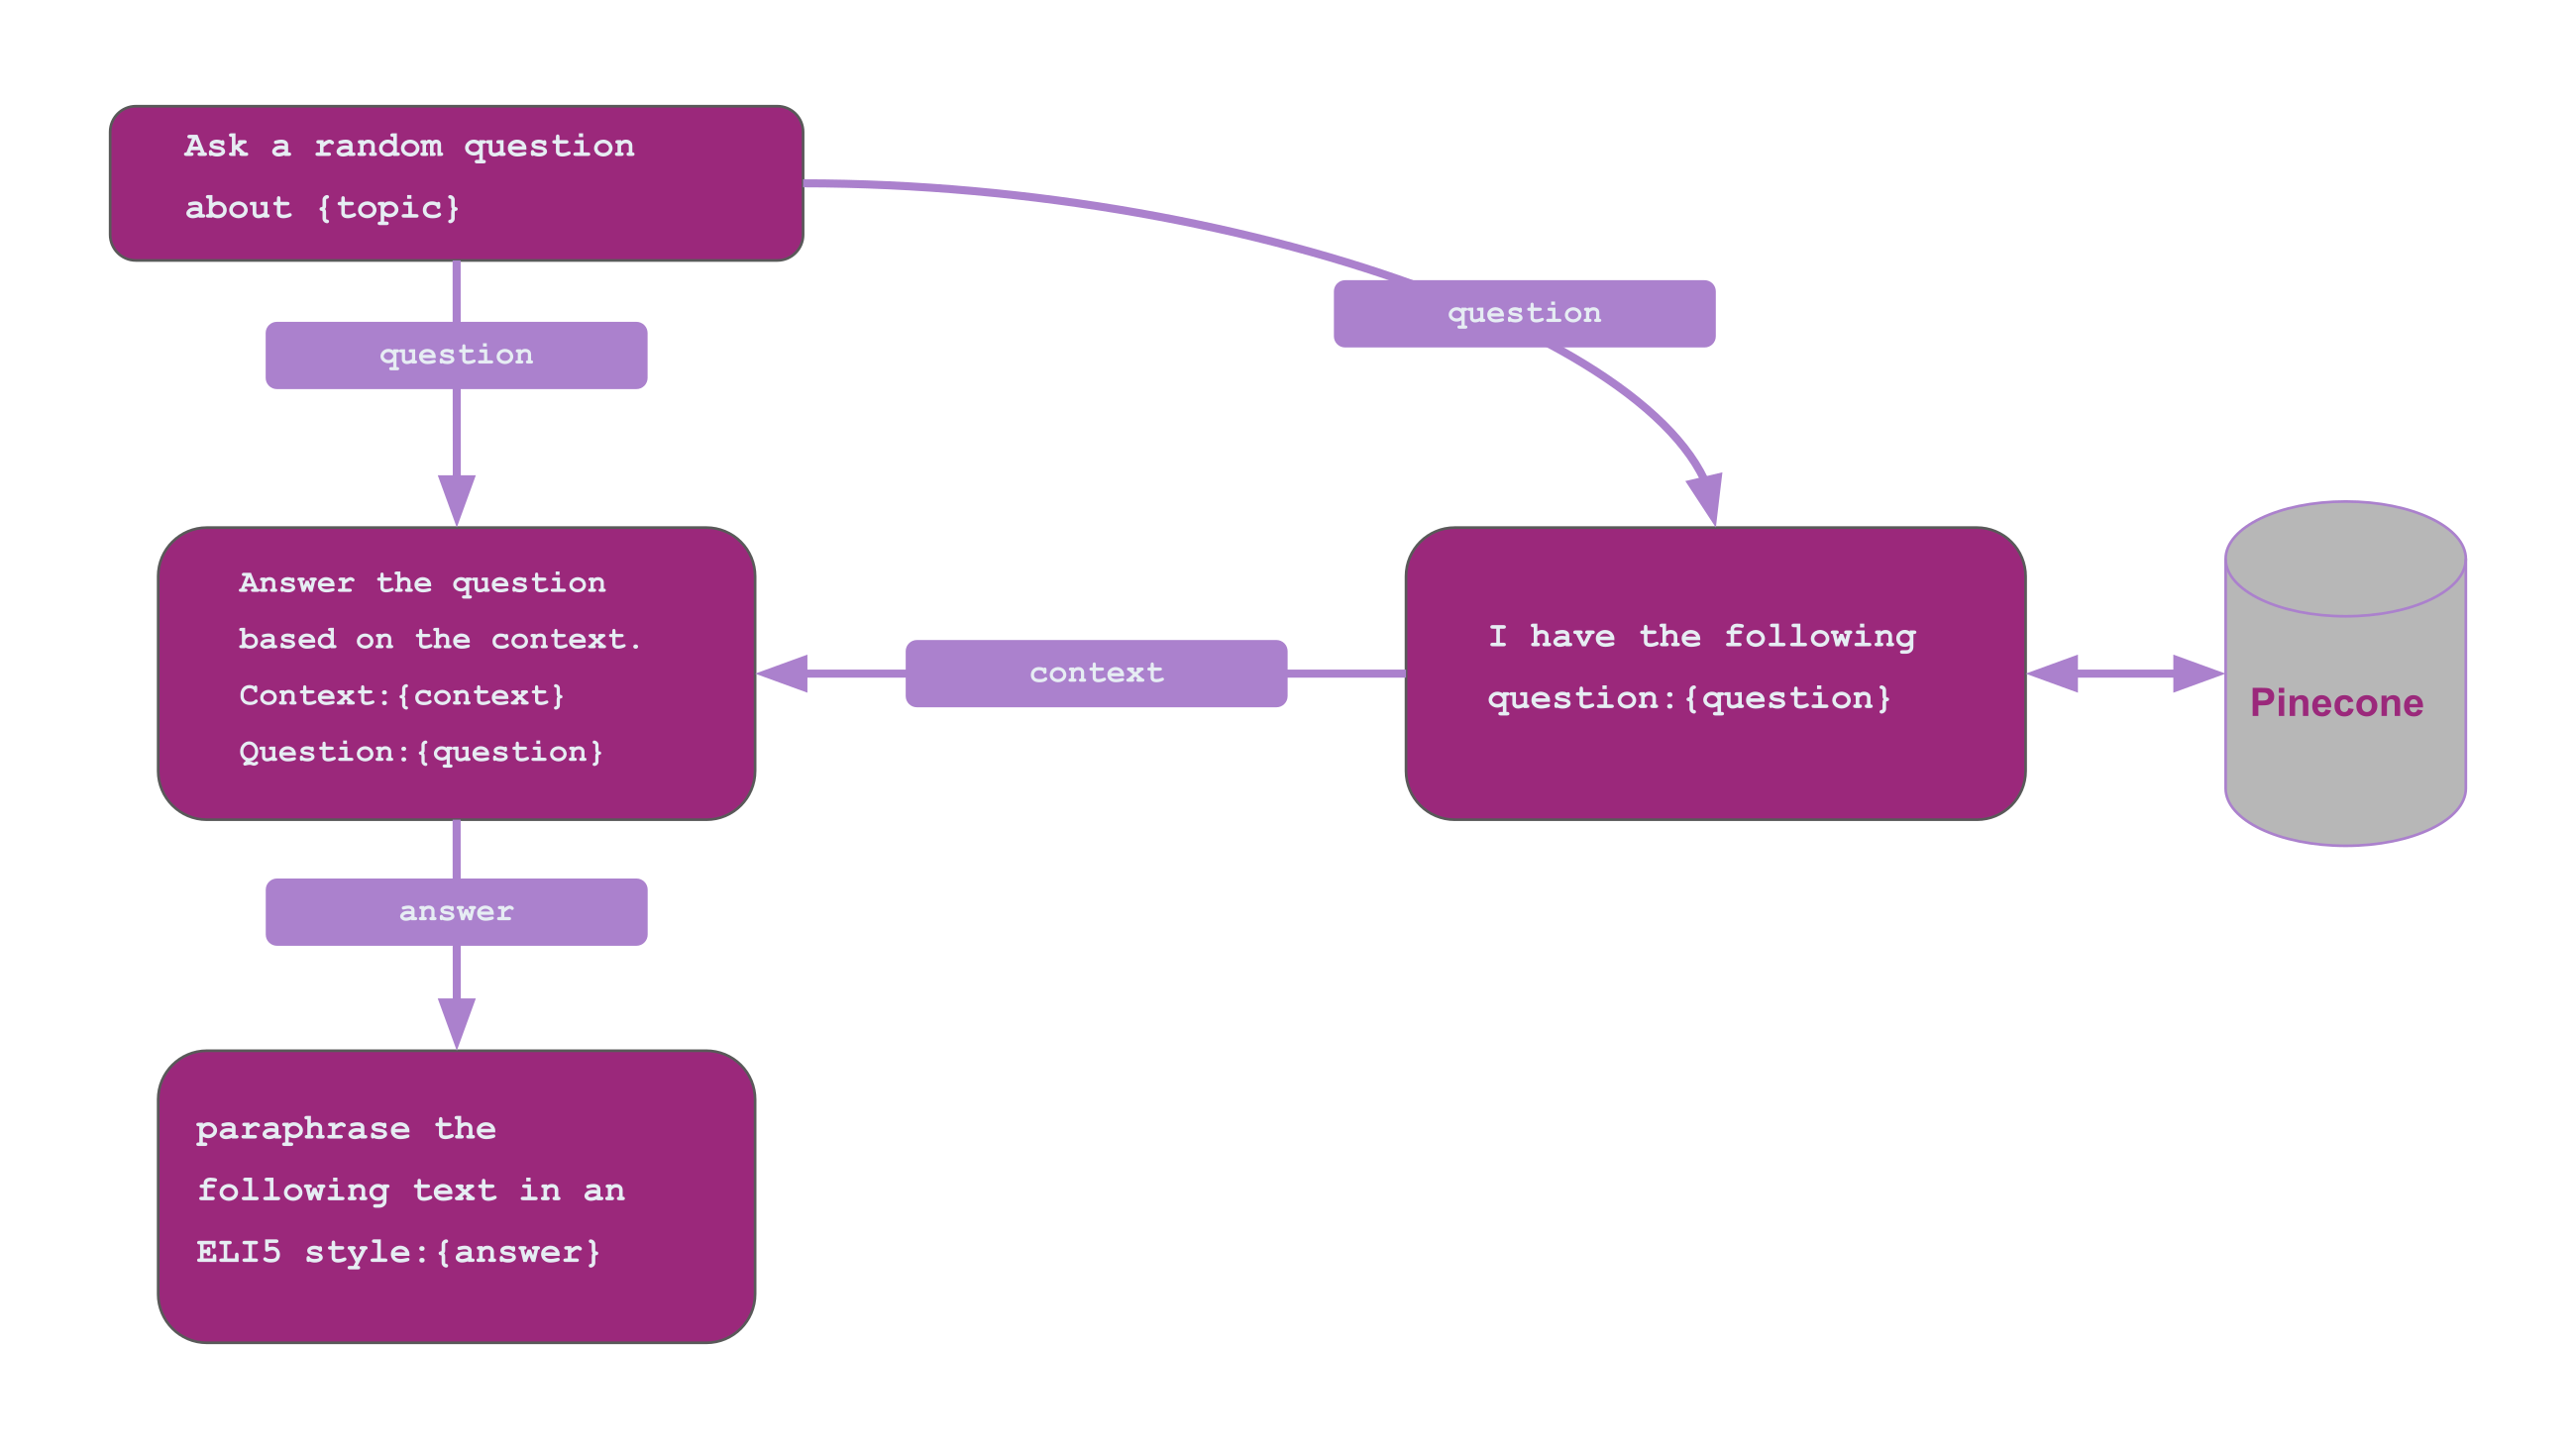 Ask a random question
about {topic}
question
question
Answer the question
based on the context.
Context:{context}
Question:{question}
context
I have the following
question:{question}
Pinecone
answer
paraphrase the
following text in an
ELI5 style:{answer}